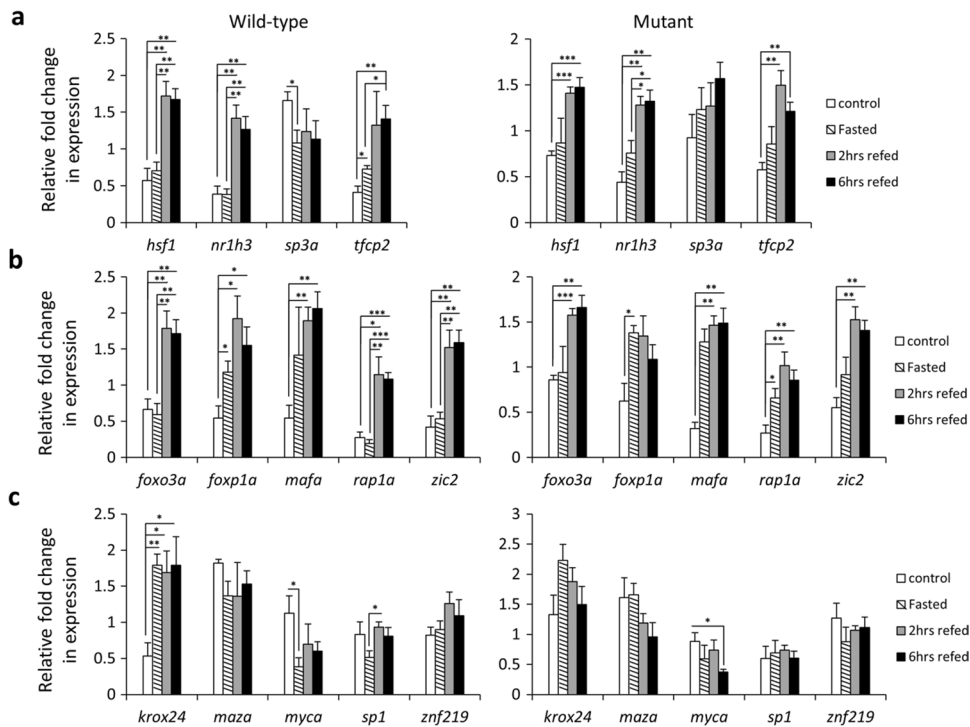 a
Wild-type
Mutant
Relative fold change
in expression
2.5
2
1.5
1
0.5
0
** ** ** **
** ** ** **
*
** * *
hsf1 nr1h3 sp3a tfcp2
2
1.5
1
0.5
0
*** ***
** ** * *
** **
hsf1 nr1h3 sp3a tfcp2
control
Fasted
2hrs refed
6hrs refed
b
Relative fold change
in expression
2.5
2
1.5
1
0.5
0
** ** ** **
* * *
** **
** * *** **
** ** ** **
foxo3a foxp1a mafa rap1a zic2
2
1.5
1
0.5
0
** ***
*
** **
** ** *
** **
foxo3a foxp1a mafa rap1a zic2
control
Fasted
2hrs refed
6hrs refed
c
Relative fold change
in expression
2.5
2
1.5
1
0.5
0
* * **
*
*
krox24 maza myca sp1 znf219
3
2.5
2
1.5
1
0.5
0
*
krox24 maza myca sp1 znf219
control
Fasted
2hrs refed
6hrs refed